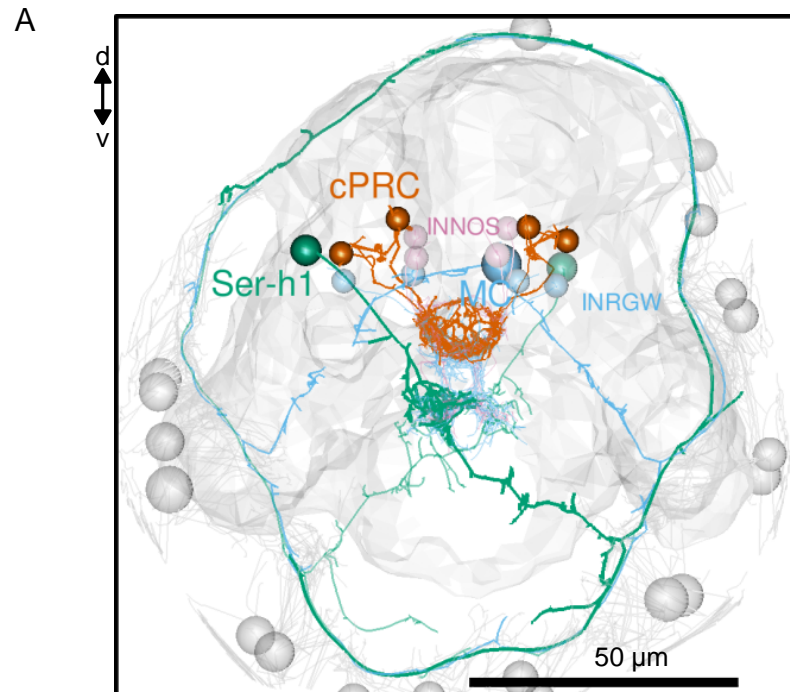 A
d
v
cPRC
INNOS
Ser-h1
MC
INRGW
50 µm